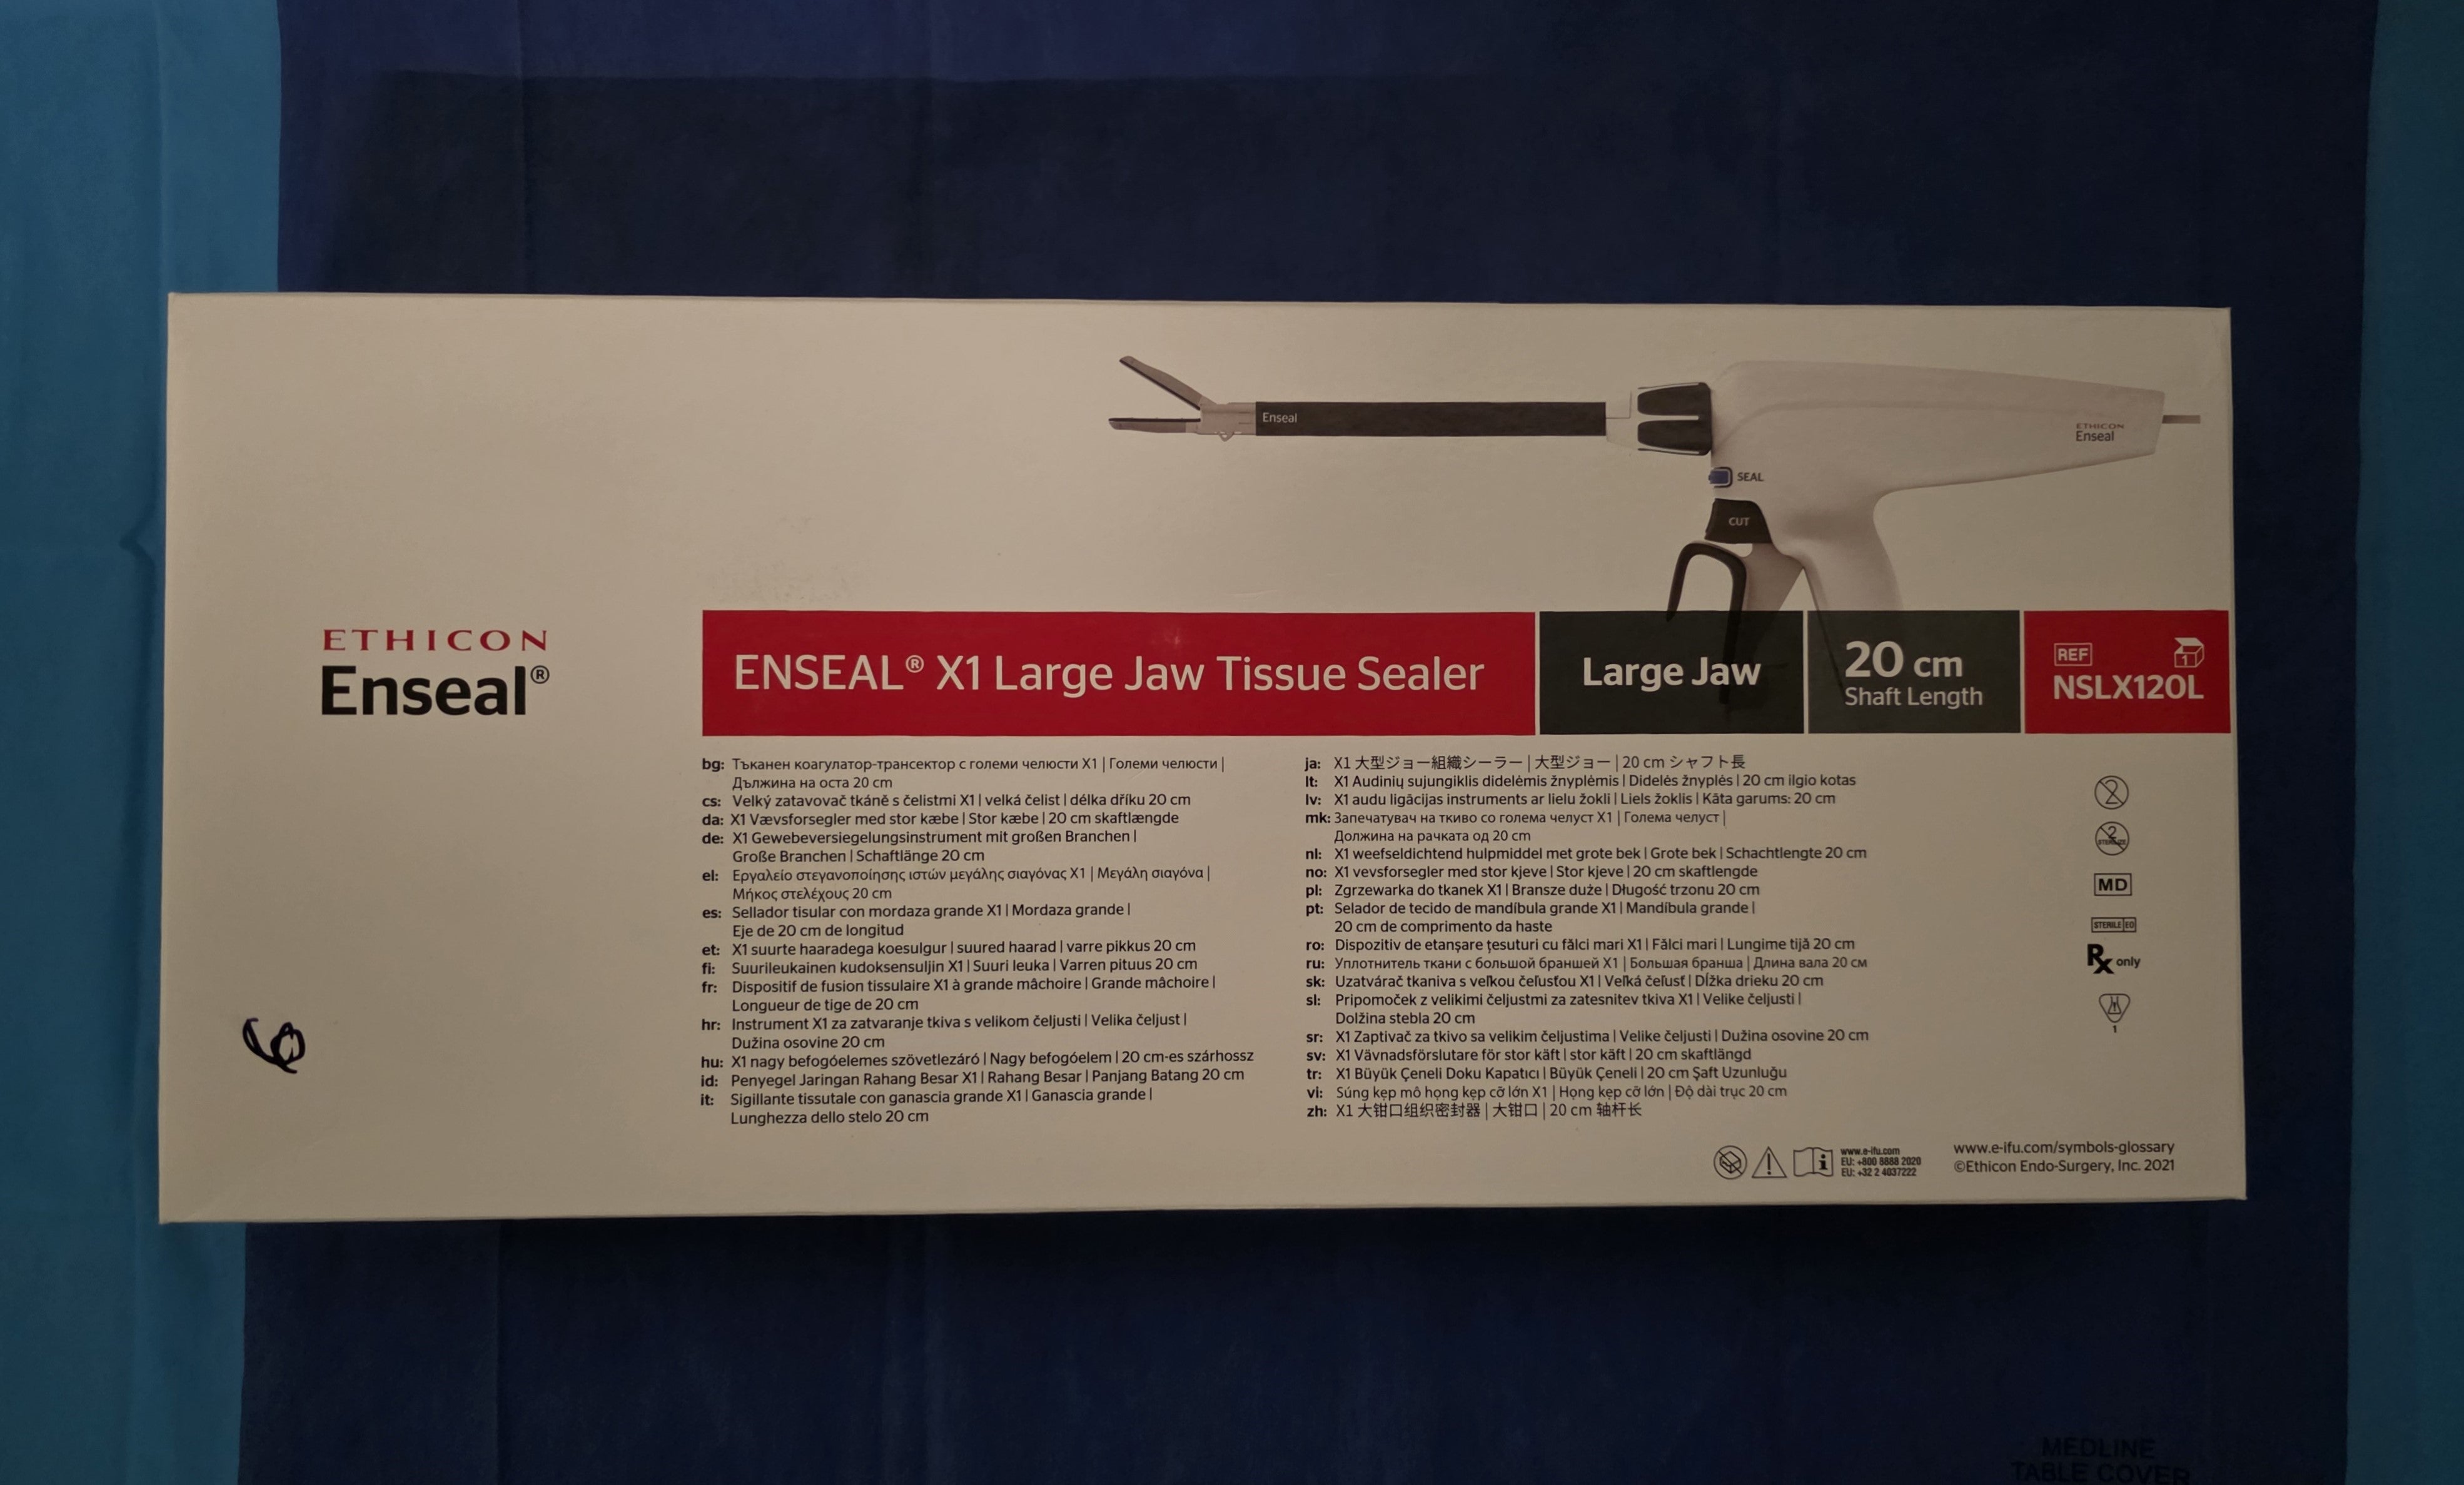 Enseal
ETHICON
Enseal
SEAL
CUT
ETHICON
Enseal®
ENSEAL® X1 Large Jaw Tissue Sealer
Large Jaw
20 cm
Shaft Length
REF
1
NSLX120L
bg: Тъканен коагулатор-трансектор с големи челюсти X1 | Големи челюсти |
Дължина на оста 20 cm
cs: Velký zatavovač tkáně s čelistmi X1 | velká čelist | délka dříku 20 cm
da: X1 Vævsforsegler med stor kæbe | Stor kæbe | 20 cm skaftlængde
de: X1 Gewebeversiegelungsinstrument mit großen Branchen |
Große Branchen | Schaftlänge 20 cm
el: Εργαλείο στεγανοποίησης ιστών μεγάλης σιαγόνας X1 | Μεγάλη σιαγόνα |
Μήκος στελέχους 20 cm
es: Sellador tisular con mordaza grande X1 | Mordaza grande |
Eje de 20 cm de longitud
et: X1 suurte haaradega koesulgur | suured haarad | varre pikkus 20 cm
fi: Suurileukainen kudoksensuljin X1 | Suuri leuka | Varren pituus 20 cm
fr: Dispositif de fusion tissulaire X1 à grande mâchoire | Grande mâchoire |
Longueur de tige de 20 cm
hr: Instrument X1 za zatvaranje tkiva s velikom čeljusti | Velika čeljust |
Dužina osovine 20 cm
hu: X1 nagy befogóelemes szövetlezáró | Nagy befogóelem | 20 cm-es szárhossz
id: Penyegel Jaringan Rahang Besar X1 | Rahang Besar | Panjang Batang 20 cm
it: Sigillante tissutale con ganascia grande X1 | Ganascia grande |
Lunghezza dello stelo 20 cm
ja: X1 大型ジョー組織シーラー | 大型ジョー | 20 cm シャフト長
lt: X1 Audinių sujungiklis didelėmis žnyplėmis | Didelės žnyplės | 20 cm ilgio kotas
lv: X1 audu ligācijas instruments ar lielu žokli | Liels žoklis | Kāta garums: 20 cm
mk: Запечатувач на ткиво со голема челуст X1 | Голема челуст |
Должина на рачката од 20 cm
nl: X1 weefseldichtend hulpmiddel met grote bek | Grote bek | Schachtlengte 20 cm
no: X1 vevsforsegler med stor kjeve | Stor kjeve | 20 cm skaftlengde
pl: Zgrzewarka do tkanek X1 | Bransze duże | Długość trzonu 20 cm
pt: Selador de tecido de mandíbula grande X1 | Mandíbula grande |
20 cm de comprimento da haste
ro: Dispozitiv de etanșare țesuturi cu fălci mari X1 | Fălci mari | Lungime tijă 20 cm
ru: Уплотнитель ткани с большой браншей X1 | Большая бранша | Длина вала 20 см
sk: Uzatvárač tkaniva s veľkou čeľusťou X1 | Veľká čeľusť | Dĺžka drieku 20 cm
sl: Pripomoček z velikimi čeljustmi za zatesnitev tkiva X1 | Velike čeljusti |
Dolžina stebla 20 cm
sr: X1 Zaptivač za tkivo sa velikim čeljustima | Velike čeljusti | Dužina osovine 20 cm
sv: X1 Vävnadsförslutare för stor käft | stor käft | 20 cm skaftlängd
tr: X1 Büyük Çeneli Doku Kapatıcı | Büyük Çeneli | 20 cm Şaft Uzunluğu
vi: Súng kẹp mô họng kẹp cỡ lớn X1 | Họng kẹp cỡ lớn | Độ dài trục 20 cm
zh: X1 大钳口组织密封器 | 大钳口 | 20 cm 轴杆长
2
2
STERILIZE
MD
STERILE EO
Rx only
1
www.e-ifu.com
EU: +800 8888 2020
EU: +32 2 4037222
www.e-ifu.com/symbols-glossary
©Ethicon Endo-Surgery, Inc. 2021
MEDLINE
TABLE COVER